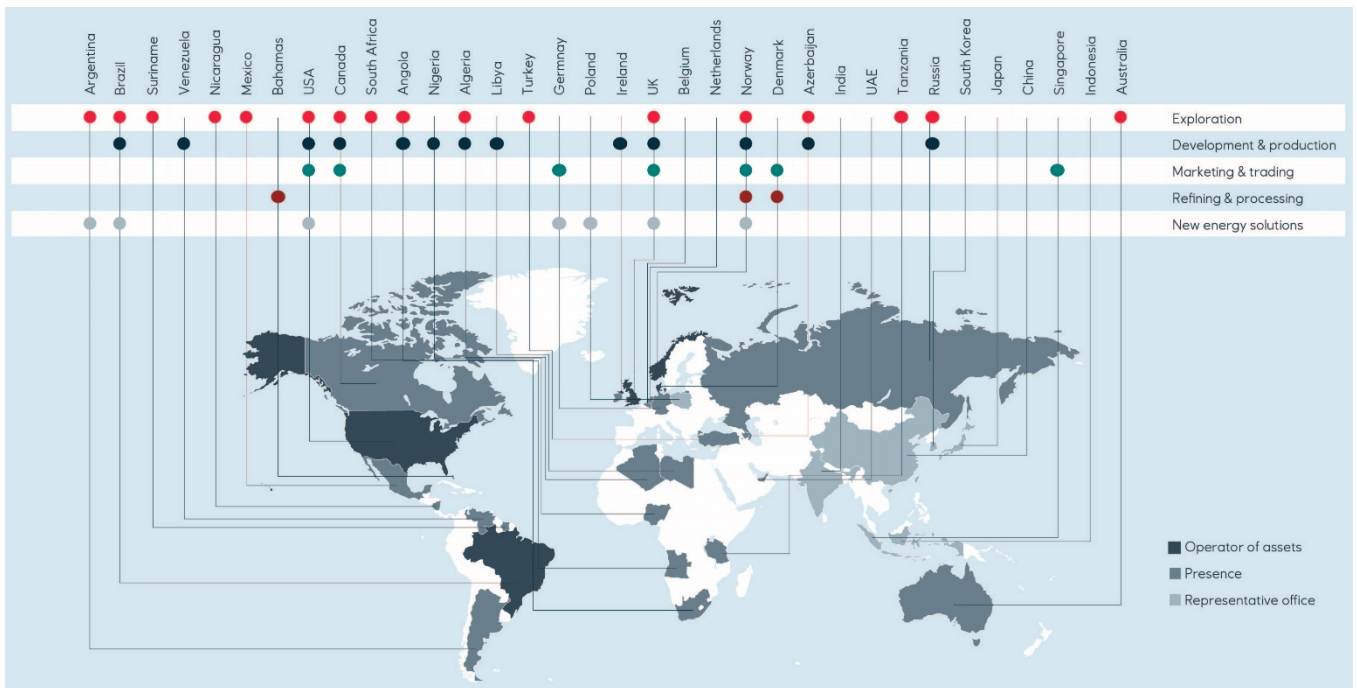 Argentina
Brazil
Suriname
Venezuela
Nicaragua
Mexico
Bahamas
USA
Canada
South Africa
Angola
Nigeria
Algeria
Libya
Turkey
Germnay
Poland
Ireland
UK
Belgium
Netherlands
Norway
Denmark
Azerbaijan
India
UAE
Tanzania
Russia
South Korea
Japan
China
Singapore
Indonesia
Australia
Exploration
Development & production
Marketing & trading
Refining & processing
New energy solutions
Operator of assets
Presence
Representative office